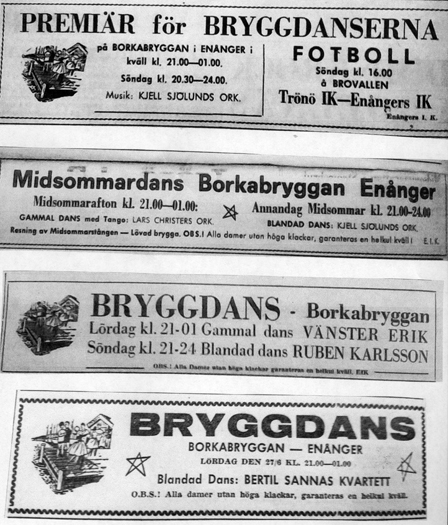 PREMIÄR för BRYGGDANSERNA
på BORKABRYGGAN i ENÅNGER i
kväll kl. 21.00—01.00.
Söndag kl. 20.30—24.00.
Musik: KJELL SJÖLUNDS ORK.
FOTBOLL
Söndag kl. 16.00
å BROVALLEN
Trönö IK—Enångers IK
Enångers I. K.
Midsommardans Borkabryggan Enånger
Midsommarafton kl. 21.00—01.00:
GAMMAL DANS med Tango: LARS CHRISTERS ORK.
Annandag Midsommar kl. 21.00-24.00
BLANDAD DANS: KJELL SJOLUNDS ORK.
Resning av Midsommarstången — Lövad brygga. OBS.! Alla damer utan höga klackar, garanteras en helkul kväll! E.I.K.
BRYGGDANS - Borkabryggan
Lördag kl. 21-01 Gammal dans VÄNSTER ERIK
Söndag kl. 21-24 Blandad dans RUBEN KARLSSON
OBS.! Alla Damer utan höga klackar garanteras en helkul kväll. EIK
BRYGGDANS
BORKABRYGGAN — ENÅNGER
LÖRDAG DEN 27/6 KL. 21.00—01.00
Blandad Dans: BERTIL SANNAS KVARTETT
O.B.S.! Alla damer utan höga klackar, garanteras en helkul kväll.